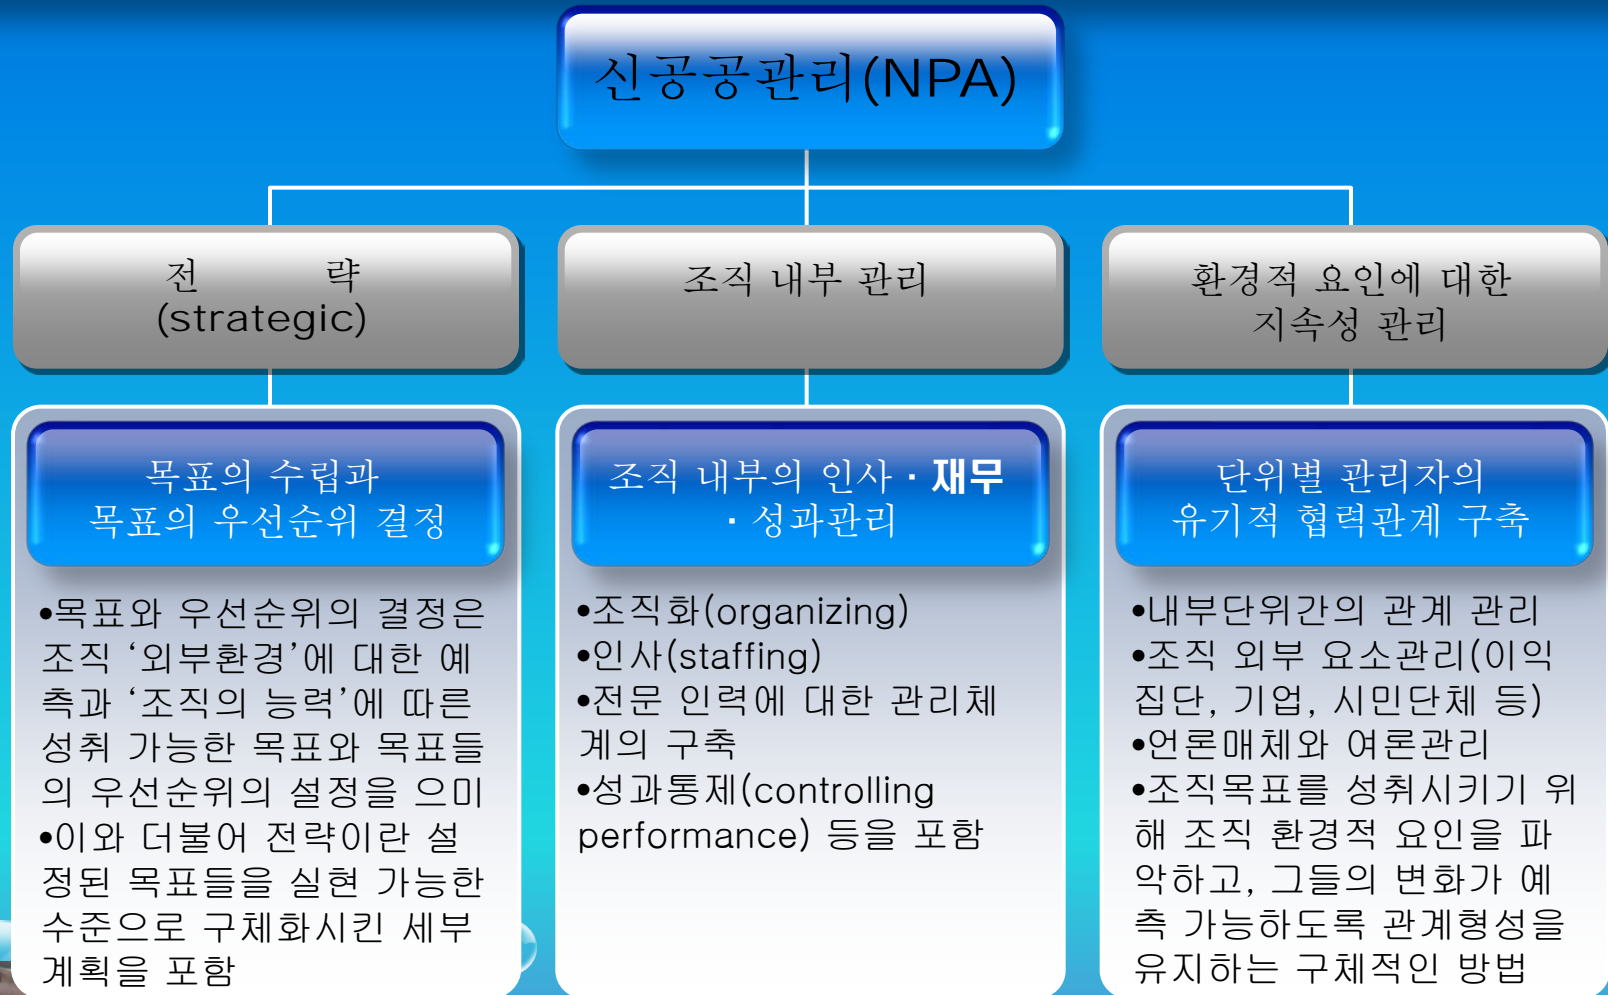 신공공관리(NPA)
전 략
(strategic)
조직 내부 관리
환경적 요인에 대한
지속성 관리
목표의 수립과
목표의 우선순위 결정
•목표와 우선순위의 결정은
조직 ‘외부환경’에 대한 예
측과 ‘조직의 능력’에 따른
성취 가능한 목표와 목표들
의 우선순위의 설정을 으미
•이와 더불어 전략이란 설
정된 목표들을 실현 가능한
수준으로 구체화시킨 세부
계획을 포함
조직 내부의 인사 · 재무
· 성과관리
•조직화(organizing)
•인사(staffing)
•전문 인력에 대한 관리체
계의 구축
•성과통제(controlling
performance) 등을 포함
단위별 관리자의
유기적 협력관계 구축
•내부단위간의 관계 관리
•조직 외부 요소관리(이익
집단, 기업, 시민단체 등)
•언론매체와 여론관리
•조직목표를 성취시키기 위
해 조직 환경적 요인을 파
악하고, 그들의 변화가 예
측 가능하도록 관계형성을
유지하는 구체적인 방법